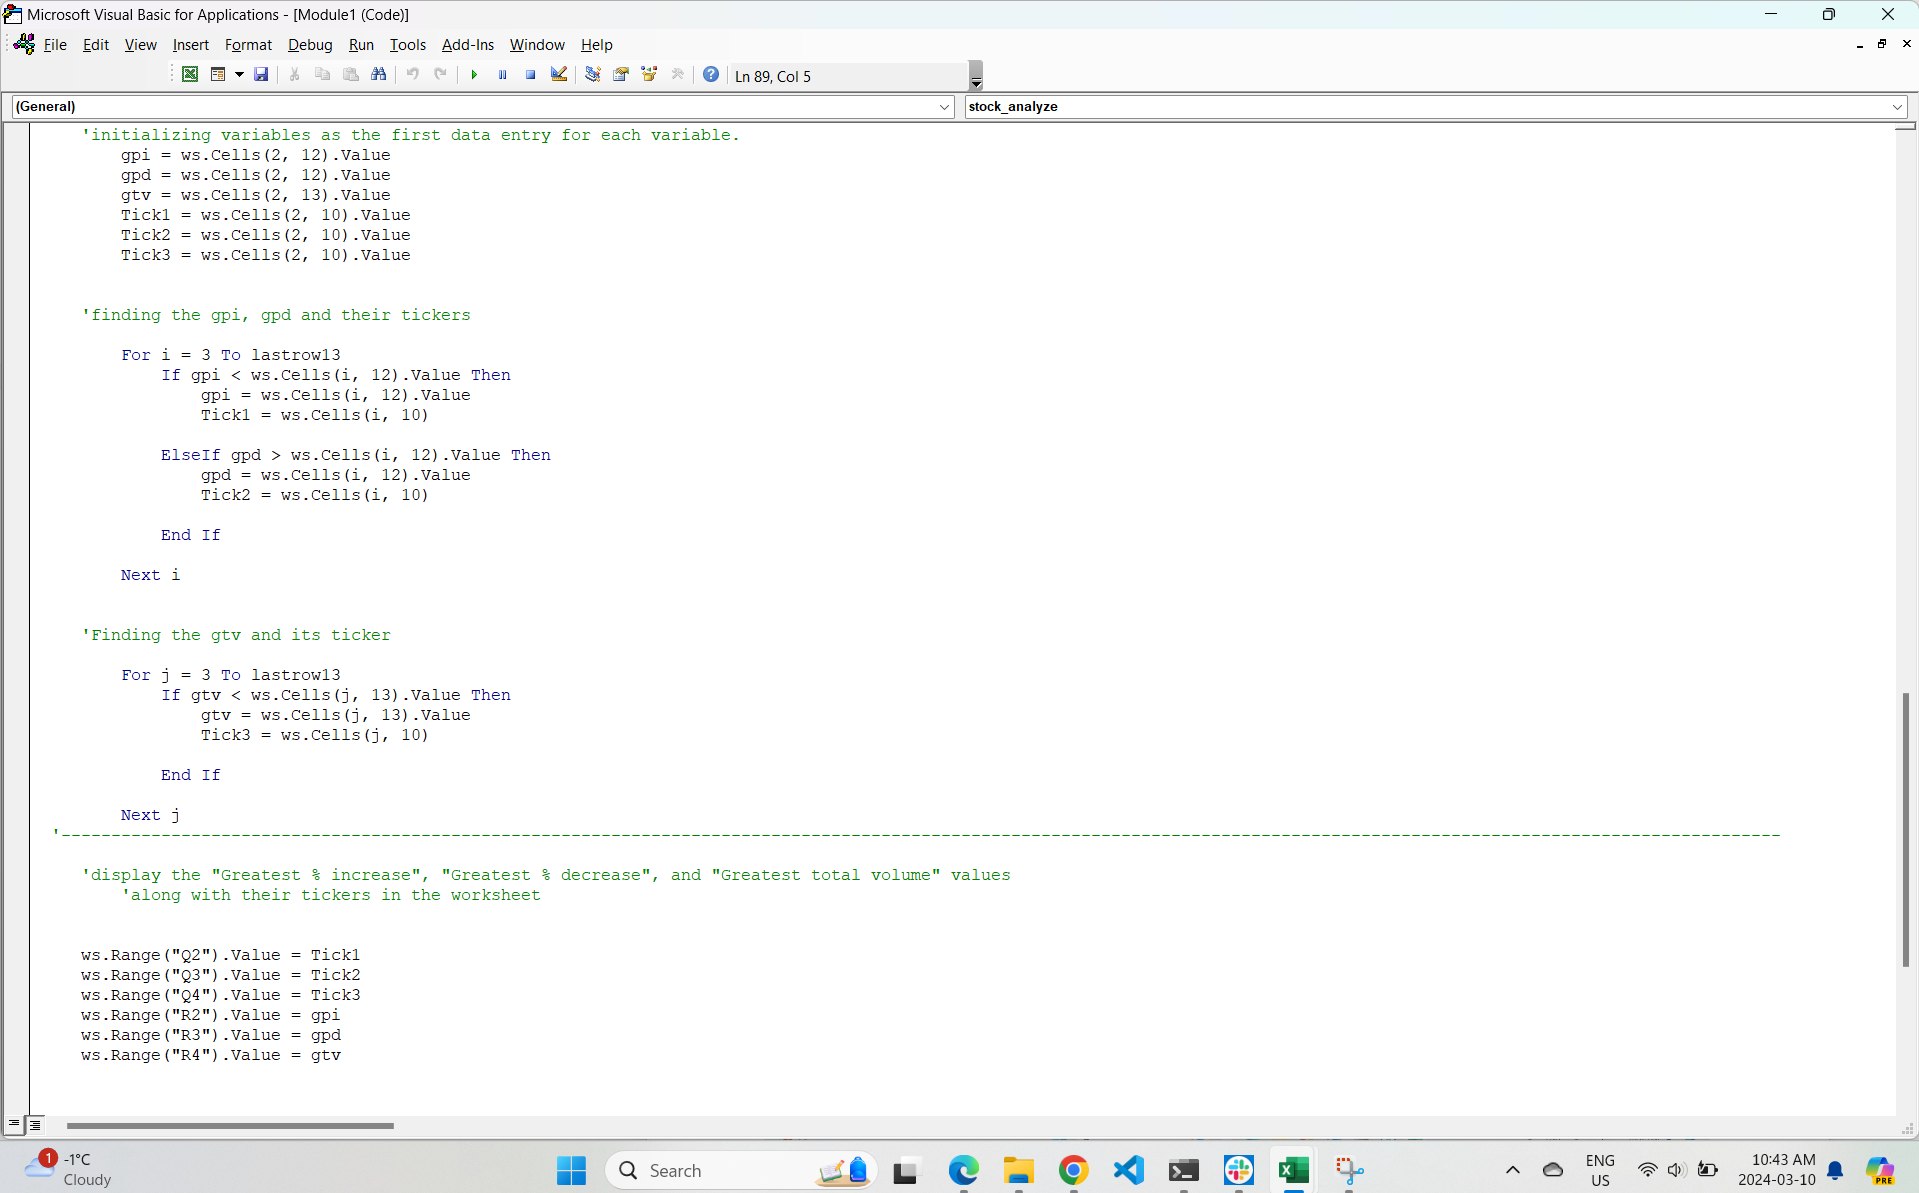 Microsoft Visual Basic for Applications - [Module1 (Code)]
File Edit View Insert Format Debug Run Tools Add-Ins Window Help
Ln 89, Col 5
(General) stock_analyze
'initializing variables as the first data entry for each variable.
gpi = ws.Cells(2, 12).Value
gpd = ws.Cells(2, 12).Value
gtv = ws.Cells(2, 13).Value
Tick1 = ws.Cells(2, 10).Value
Tick2 = ws.Cells(2, 10).Value
Tick3 = ws.Cells(2, 10).Value
'finding the gpi, gpd and their tickers
For i = 3 To lastrow13
If gpi < ws.Cells(i, 12).Value Then
gpi = ws.Cells(i, 12).Value
Tick1 = ws.Cells(i, 10)
ElseIf gpd > ws.Cells(i, 12).Value Then
gpd = ws.Cells(i, 12).Value
Tick2 = ws.Cells(i, 10)
End If
Next i
'Finding the gtv and its ticker
For j = 3 To lastrow13
If gtv < ws.Cells(j, 13).Value Then
gtv = ws.Cells(j, 13).Value
Tick3 = ws.Cells(j, 10)
End If
Next j
'----------------------------------------------------------------------------------------------------------------------------------------------------------------------------
'display the "Greatest % increase", "Greatest % decrease", and "Greatest total volume" values
'along with their tickers in the worksheet
ws.Range("Q2").Value = Tick1
ws.Range("Q3").Value = Tick2
ws.Range("Q4").Value = Tick3
ws.Range("R2").Value = gpi
ws.Range("R3").Value = gpd
ws.Range("R4").Value = gtv
1 -1°C
Cloudy
Search
ENG
US
10:43 AM
2024-03-10
PRE